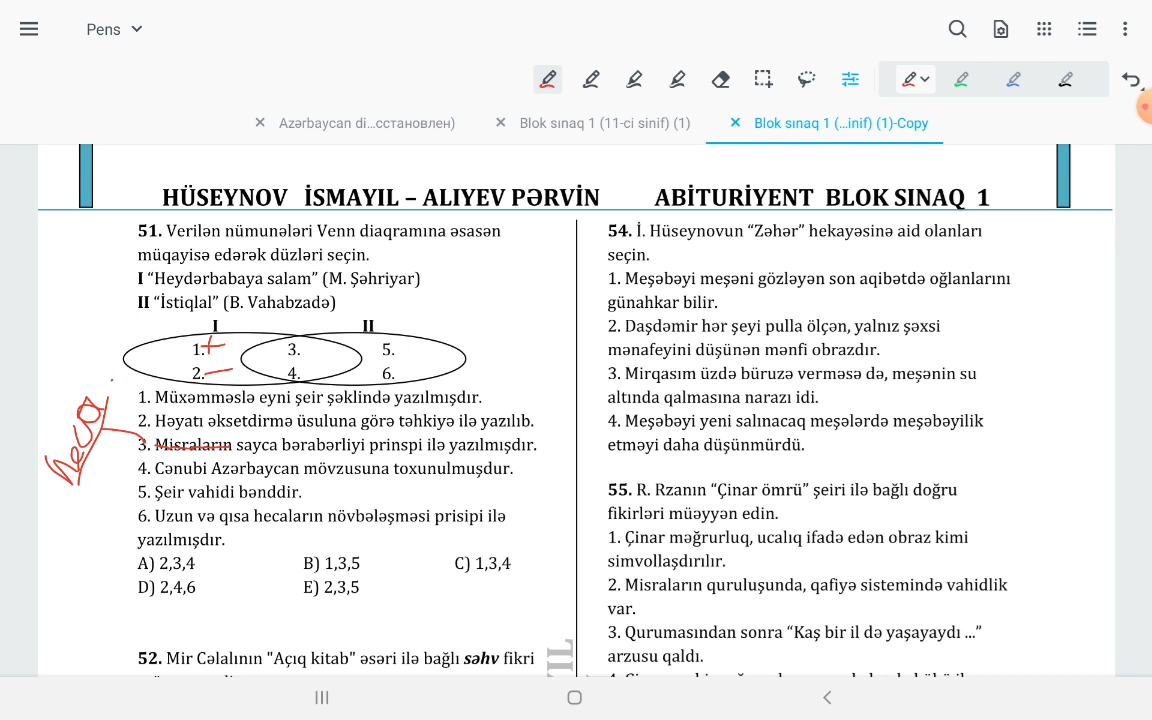 Pens
Azərbaycan di...сстановлен)
Blok sınaq 1 (11-ci sinif) (1)
Blok sınaq 1 (...inif) (1)-Copy
HÜSEYNOV İSMAYIL – ALIYEV PƏRVİN ABİTURİYENT BLOK SINAQ 1
51. Verilən nümunələri Venn diaqramına əsasən
müqayisə edərək düzləri seçin.
I “Heydərbabaya salam” (M. Şəhriyar)
II “İstiqlal” (B. Vahabzadə)
I II
1.+ 3. 5.
2.– 4. 6.
heca
1. Müxəmməslə eyni şeir şəklində yazılmışdır.
2. Həyatı əksetdirmə üsuluna görə təhkiyə ilə yazılıb.
3. Misraların sayca bərabərliyi prinspi ilə yazılmışdır.
4. Cənubi Azərbaycan mövzusuna toxunulmuşdur.
5. Şeir vahidi bənddir.
6. Uzun və qısa hecaların növbələşməsi prisipi ilə
yazılmışdır.
A) 2,3,4 B) 1,3,5 C) 1,3,4
D) 2,4,6 E) 2,3,5
52. Mir Cəlalının "Açıq kitab" əsəri ilə bağlı səhv fikri
YIL
54. İ. Hüseynovun “Zəhər” hekayəsinə aid olanları
seçin.
1. Meşəbəyi meşəni gözləyən son aqibətdə oğlanlarını
günahkar bilir.
2. Daşdəmir hər şeyi pulla ölçən, yalnız şəxsi
mənafeyini düşünən mənfi obrazdır.
3. Mirqasım üzdə büruzə verməsə də, meşənin su
altında qalmasına narazı idi.
4. Meşəbəyi yeni salınacaq meşələrdə meşəbəyilik
etməyi daha düşünmürdü.
55. R. Rzanın “Çinar ömrü” şeiri ilə bağlı doğru
fikirləri müəyyən edin.
1. Çinar məğrurluq, ucalıq ifadə edən obraz kimi
simvollaşdırılır.
2. Misraların quruluşunda, qafiyə sistemində vahidlik
var.
3. Qurumasından sonra “Kaş bir il də yaşayaydı ...”
arzusu qaldı.